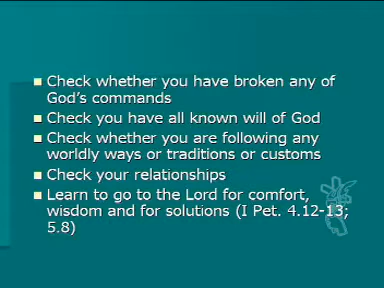 Check whether you have broken any of
God's commands
Check you have all known will of God
Check whether you are following any
worldly ways or traditions or customs
Check your relationships
Learn to go to the Lord for comfort,
wisdom and for solutions (I Pet. 4.12-13;
5.8)